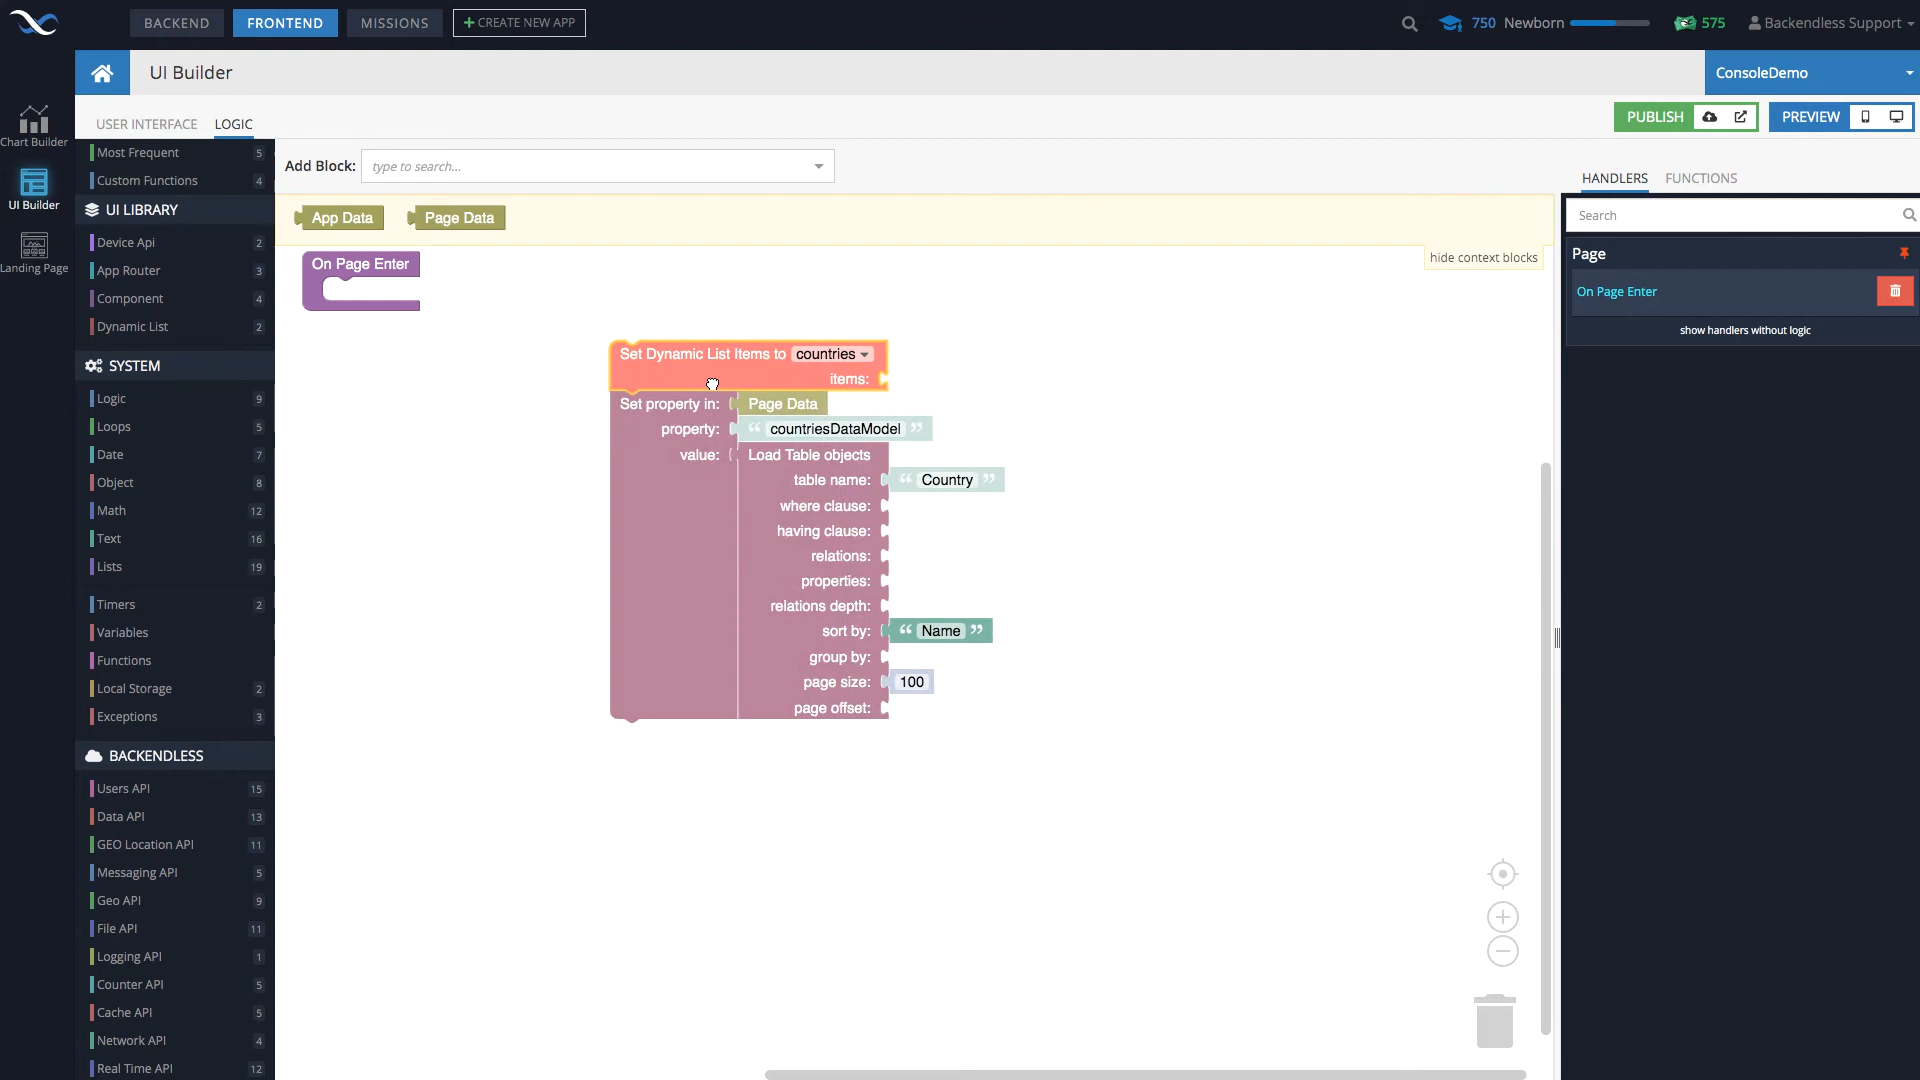 BACKEND
FRONTEND
MISSIONS
+ CREATE NEW APP
750 Newborn
575
Backendless Support
UI Builder
ConsoleDemo
Chart Builder
UI Builder
Landing Page
USER INTERFACE
LOGIC
PUBLISH
PREVIEW
Most Frequent 5
Custom Functions 4
UI LIBRARY
Device Api 2
App Router 3
Component 4
Dynamic List 2
SYSTEM
Logic 9
Loops 5
Date 7
Object 8
Math 12
Text 16
Lists 19
Timers 2
Variables
Functions
Local Storage 2
Exceptions 3
BACKENDLESS
Users API 15
Data API 13
GEO Location API 11
Messaging API 5
Geo API 9
File API 11
Logging API 1
Counter API 5
Cache API 5
Network API 4
Real Time API 12
Add Block: type to search...
App Data
Page Data
hide context blocks
On Page Enter
Set Dynamic List Items to countries
items:
Set property in: Page Data
property: “ countriesDataModel ”
value: Load Table objects
table name: “ Country ”
where clause:
having clause:
relations:
properties:
relations depth:
sort by: “ Name ”
group by:
page size: 100
page offset:
HANDLERS
FUNCTIONS
Search
Page
On Page Enter
show handlers without logic